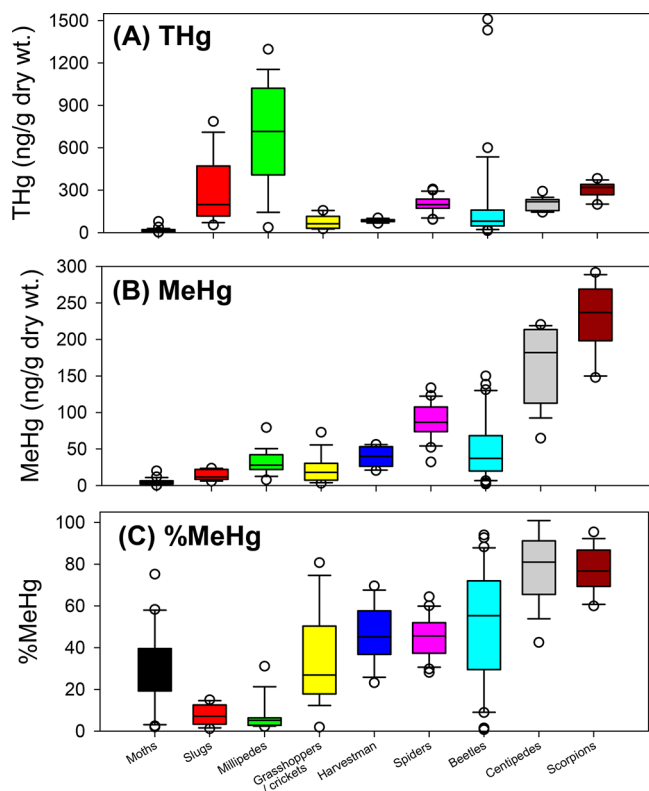 (A) THg
THg (ng/g dry wt.)
1500
1200
900
600
300
0
(B) MeHg
MeHg (ng/g dry wt.)
300
250
200
150
100
50
0
(C) %MeHg
%MeHg
100
80
60
40
20
0
Moths
Slugs
Millipedes
Grasshoppers
/ crickets
Harvestman
Spiders
Beetles
Centipedes
Scorpions